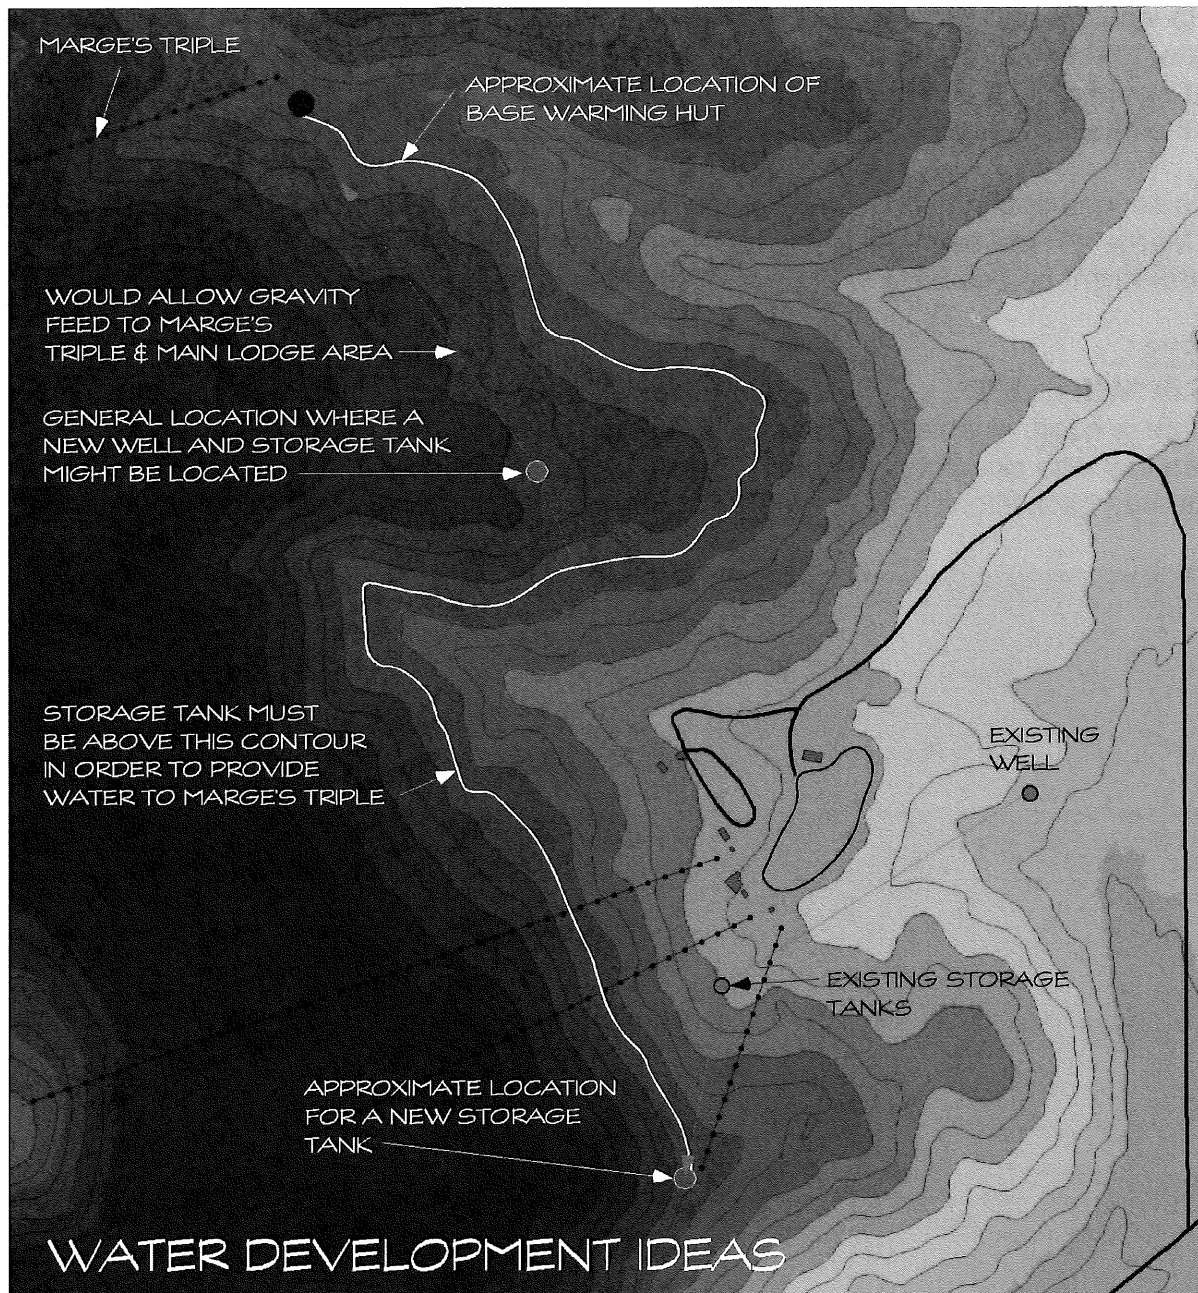 MARGE'S TRIPLE
APPROXIMATE LOCATION OF
BASE WARMING HUT
WOULD ALLOW GRAVITY
FEED TO MARGE'S
TRIPLE & MAIN LODGE AREA
GENERAL LOCATION WHERE A
NEW WELL AND STORAGE TANK
MIGHT BE LOCATED
STORAGE TANK MUST
BE ABOVE THIS CONTOUR
IN ORDER TO PROVIDE
WATER TO MARGE'S TRIPLE
EXISTING
WELL
EXISTING STORAGE
TANKS
APPROXIMATE LOCATION
FOR A NEW STORAGE
TANK
WATER DEVELOPMENT IDEAS